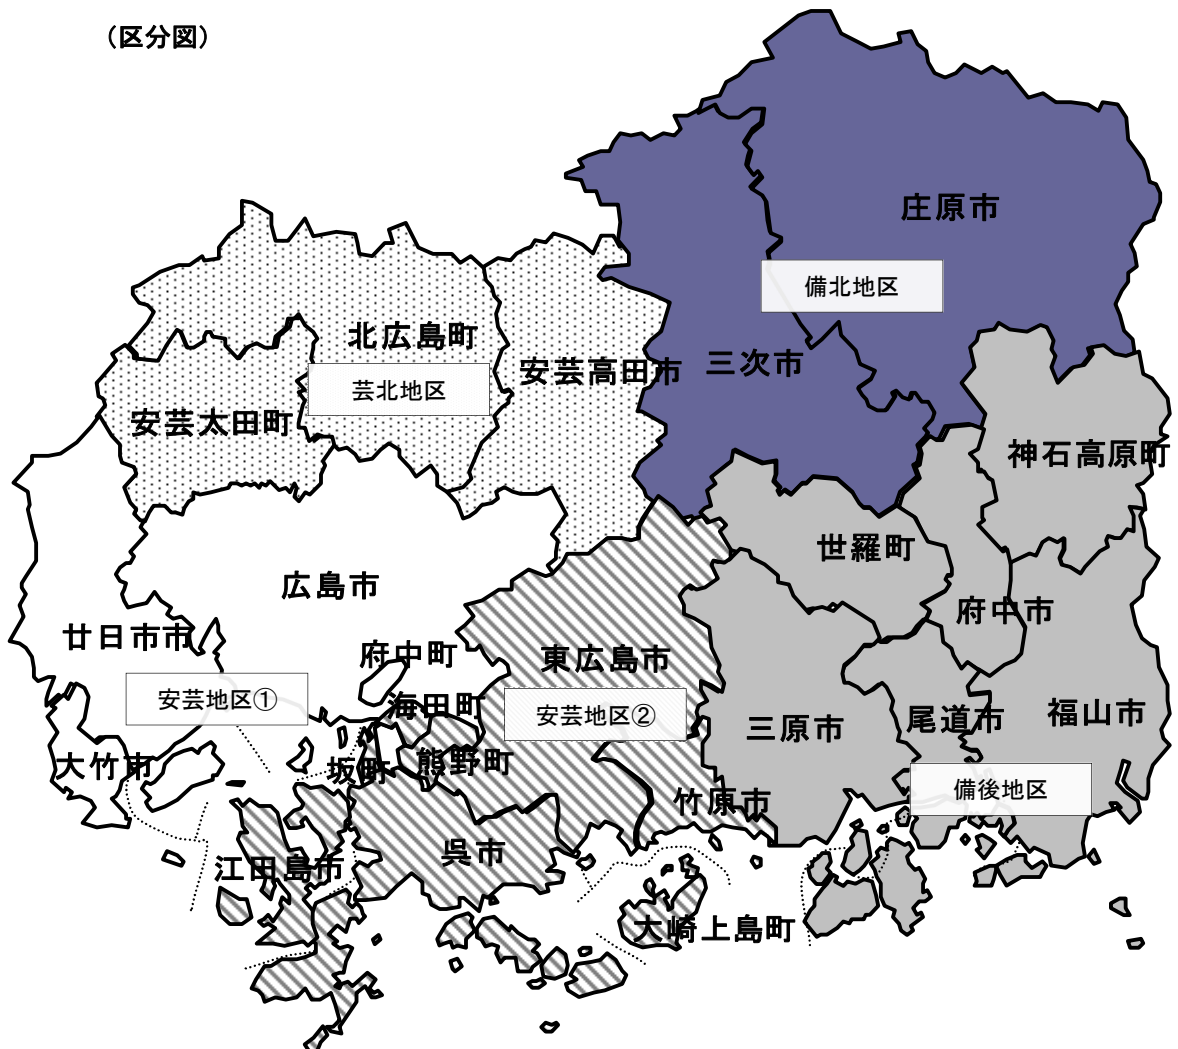 （区分図）
庄原市
備北地区
北広島町
三次市
安芸高田市
芸北地区
安芸太田町
神石高原町
世羅町
広島市
府中市
廿日市市
府中町
東広島市
安芸地区①
海田町
安芸地区②
尾道市
福山市
三原市
大竹市
坂町
熊野町
備後地区
竹原市
呉市
江田島市
大崎上島町